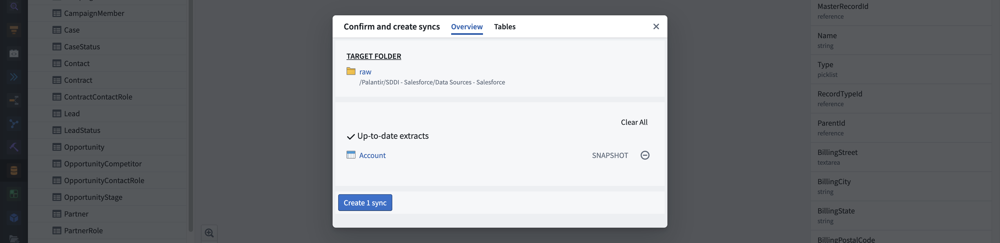 CampaignMember
Case
CaseStatus
Contact
Contract
ContractContactRole
Lead
LeadStatus
Opportunity
OpportunityCompetitor
OpportunityContactRole
OpportunityStage
Partner
PartnerRole
Confirm and create syncs
Overview
Tables
TARGET FOLDER
raw
/Palantir/SDDI - Salesforce/Data Sources - Salesforce
Clear All
Up-to-date extracts
Account
SNAPSHOT
Create 1 sync
MasterRecordId
reference
Name
string
Type
picklist
RecordTypeId
reference
ParentId
reference
BillingStreet
textarea
BillingCity
string
BillingState
string
BillingPostalCode